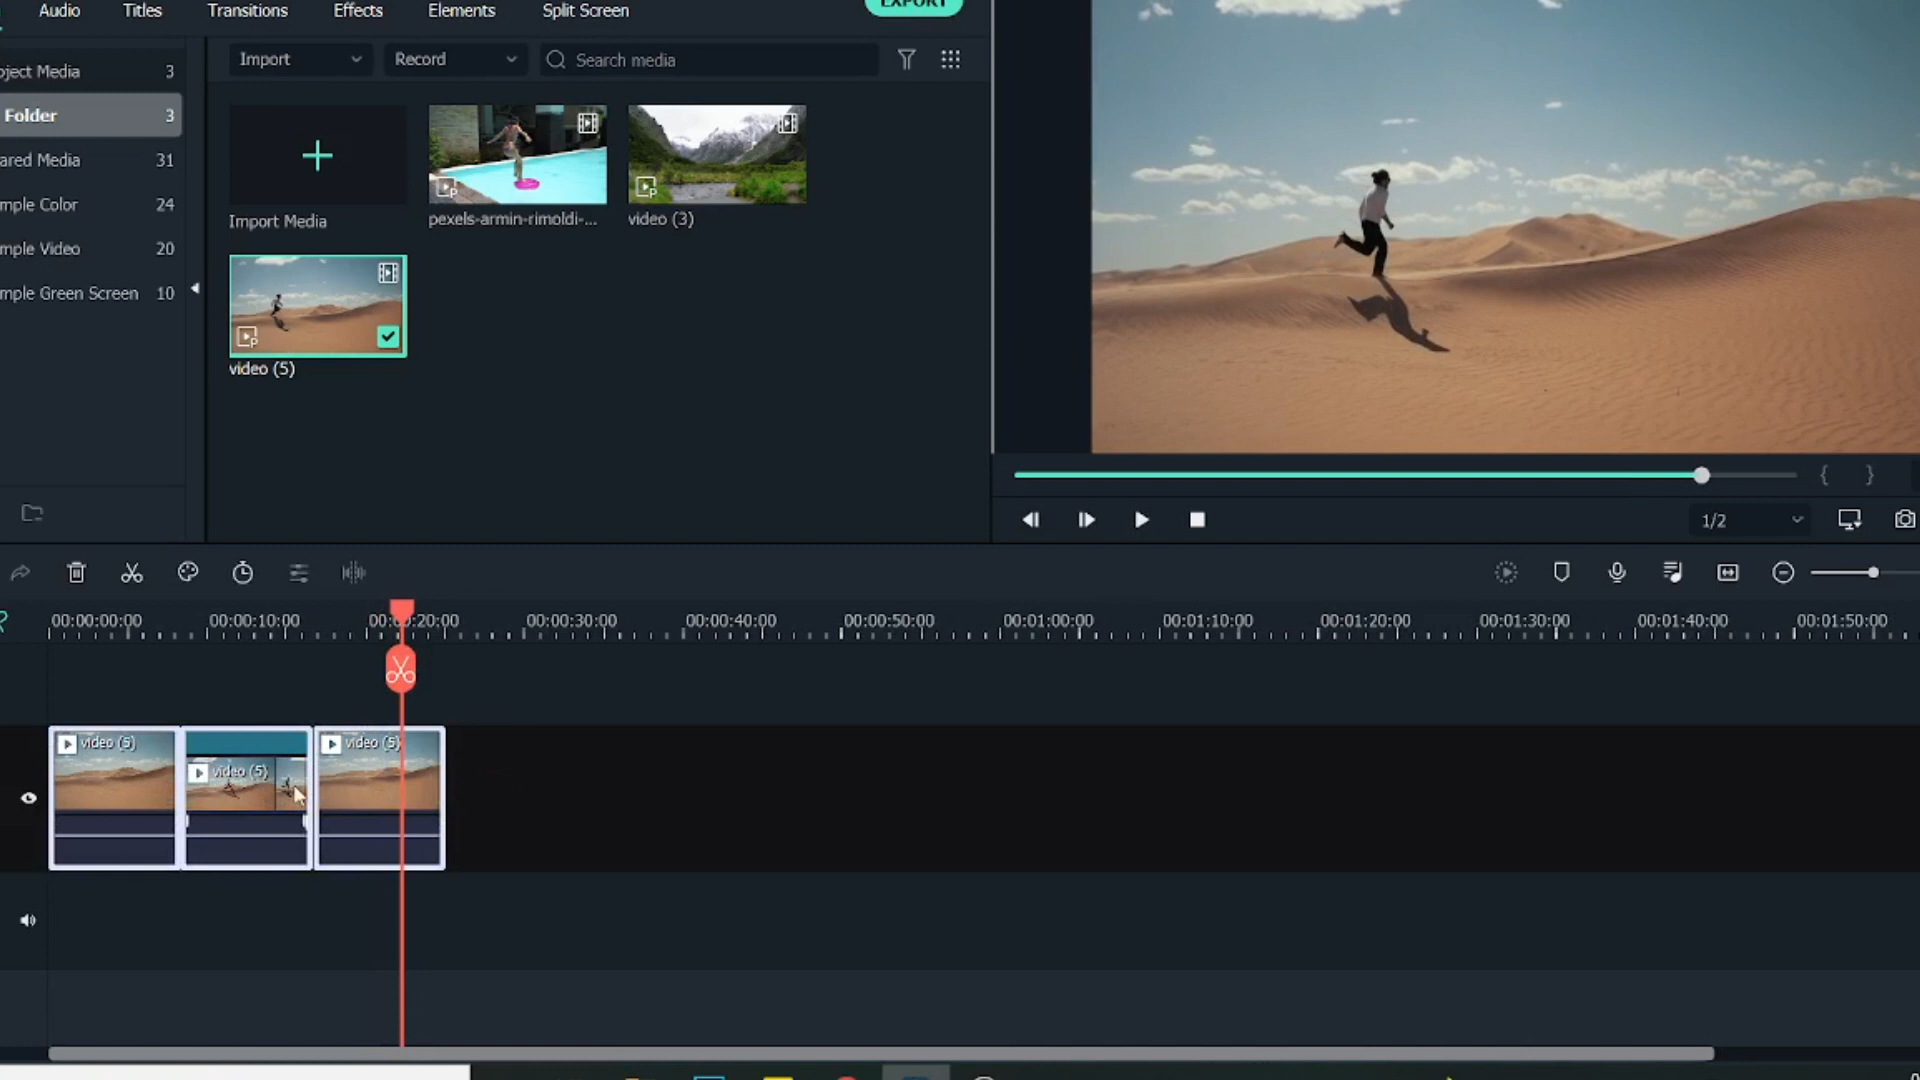 Audio Titles Transitions Effects Elements Split Screen EXPORT
Import Record Search media
oject Media 3
Folder 3
ared Media 31
mple Color 24
mple Video 20
mple Green Screen 10
Import Media
pexels-armin-rimoldi-...
video (3)
video (5)
1/2
00:00:00:00 00:00:10:00 00:00:20:00 00:00:30:00 00:00:40:00 00:00:50:00 00:01:00:00 00:01:10:00 00:01:20:00 00:01:30:00 00:01:40:00 00:01:50:00
video (5)
video (5)
video (5)